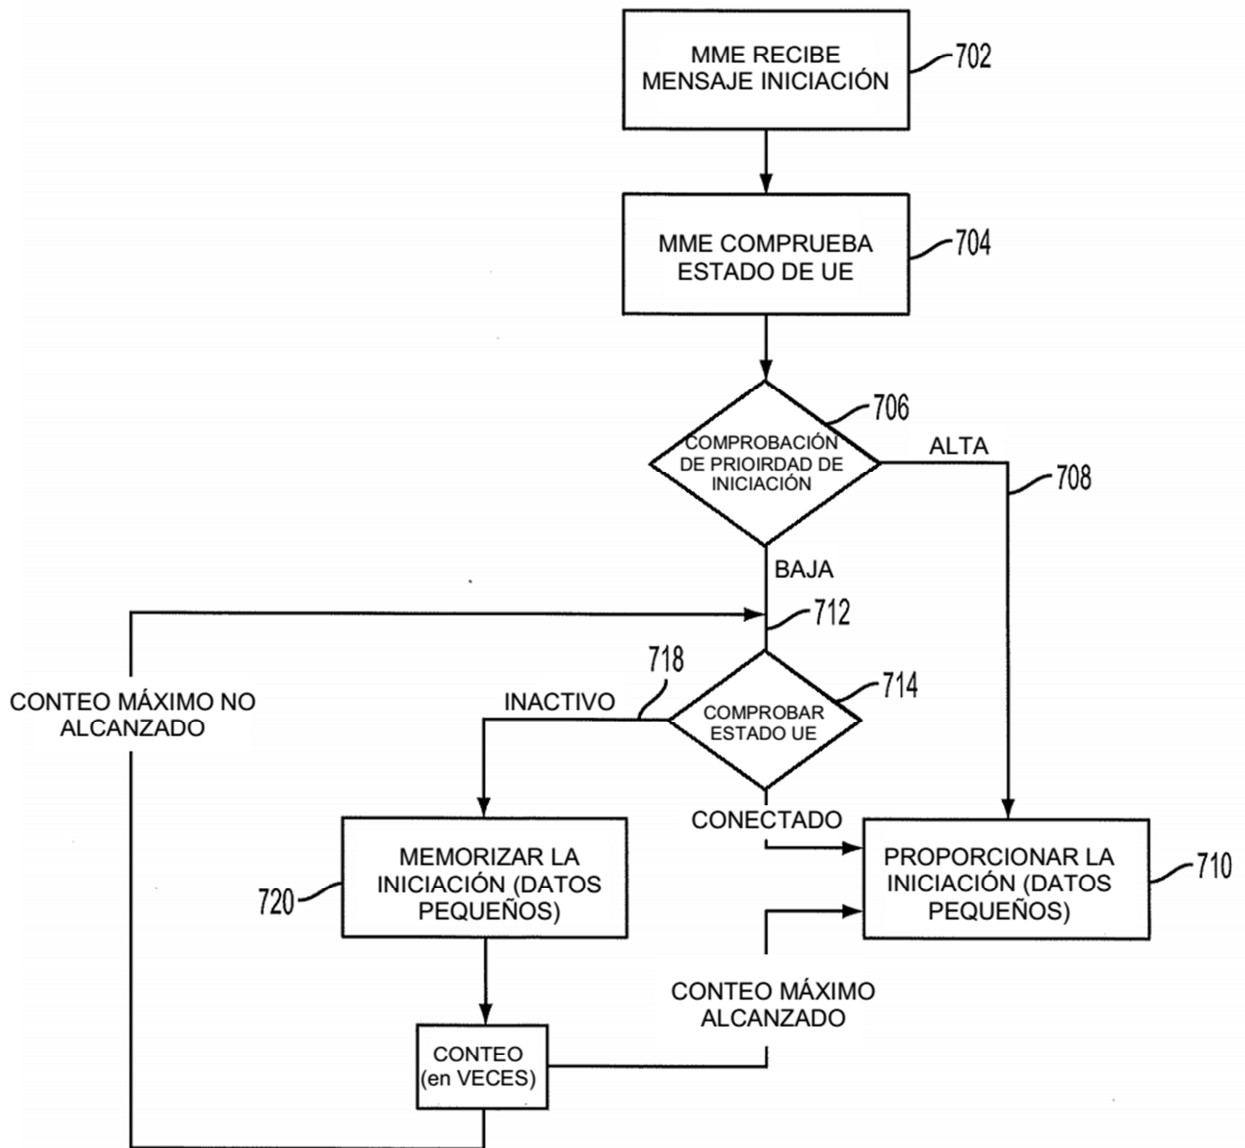 MME RECIBE
MENSAJE INICIACIÓN
702
MME COMPRUEBA
ESTADO DE UE
704
706
COMPROBACIÓN
DE PRIOIRDAD DE
INICIACIÓN
ALTA
708
BAJA
712
718
714
CONTEO MÁXIMO NO
ALCANZADO
INACTIVO
COMPROBAR
ESTADO UE
CONECTADO
MEMORIZAR LA
INICIACIÓN (DATOS
PEQUEÑOS)
720
PROPORCIONAR LA
INICIACIÓN (DATOS
PEQUEÑOS)
710
CONTEO MÁXIMO
ALCANZADO
CONTEO
(en VECES)